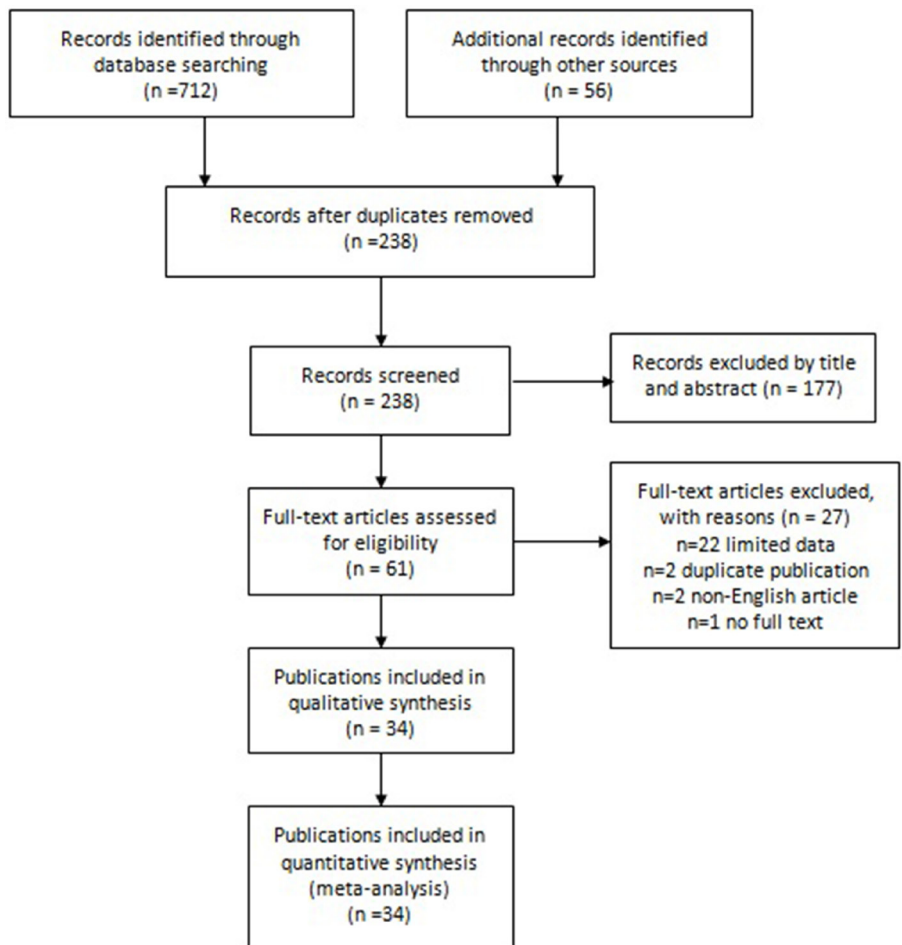 Records identified through
database searching
(n =712)
Additional records identified
through other sources
(n = 56)
Records after duplicates removed
(n =238)
Records screened
(n = 238)
Records excluded by title
and abstract (n = 177)
Full-text articles assessed
for eligibility
(n = 61)
Full-text articles excluded,
with reasons (n = 27)
n=22 limited data
n=2 duplicate publication
n=2 non-English article
n=1 no full text
Publications included in
qualitative synthesis
(n = 34)
Publications included in
quantitative synthesis
(meta-analysis)
(n =34)